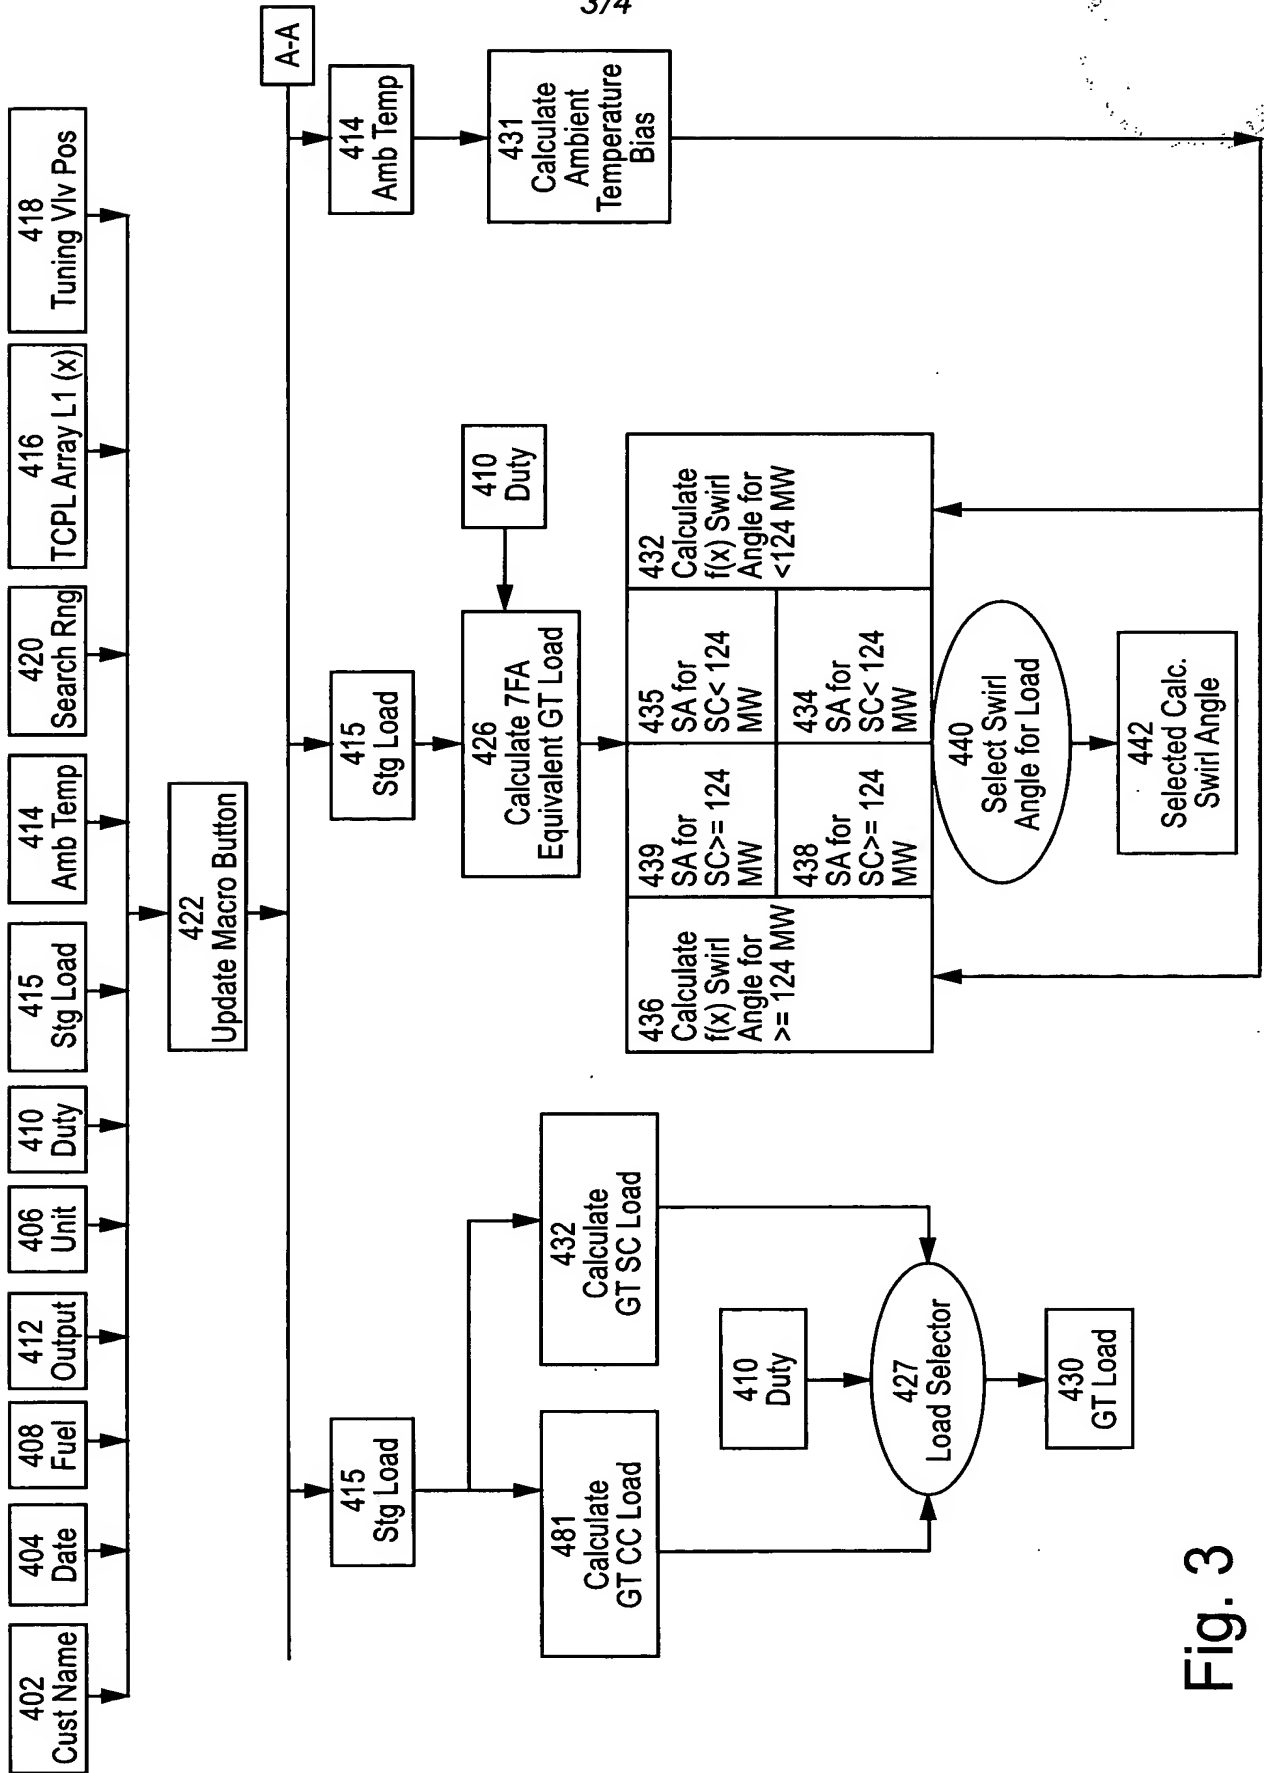 3/4
402
Cust Name
404
Date
408
Fuel
412
Output
406
Unit
410
Duty
415
Stg Load
414
Amb Temp
420
Search Rng
416
TCPL Array L1 (x)
418
Tuning Vlv Pos
422
Update Macro Button
A-A
415
Stg Load
481
Calculate
GT CC Load
432
Calculate
GT SC Load
410
Duty
427
Load Selector
430
GT Load
415
Stg Load
426
Calculate 7FA
Equivalent GT Load
410
Duty
436
Calculate
f(x) Swirl
Angle for
>= 124 MW
439
SA for
SC>= 124
MW
438
SA for
SC>= 124
MW
435
SA for
SC< 124
MW
434
SA for
SC< 124
MW
432
Calculate
f(x) Swirl
Angle for
<124 MW
440
Select Swirl
Angle for Load
442
Selected Calc.
Swirl Angle
414
Amb Temp
431
Calculate
Ambient
Temperature
Bias
Fig. 3